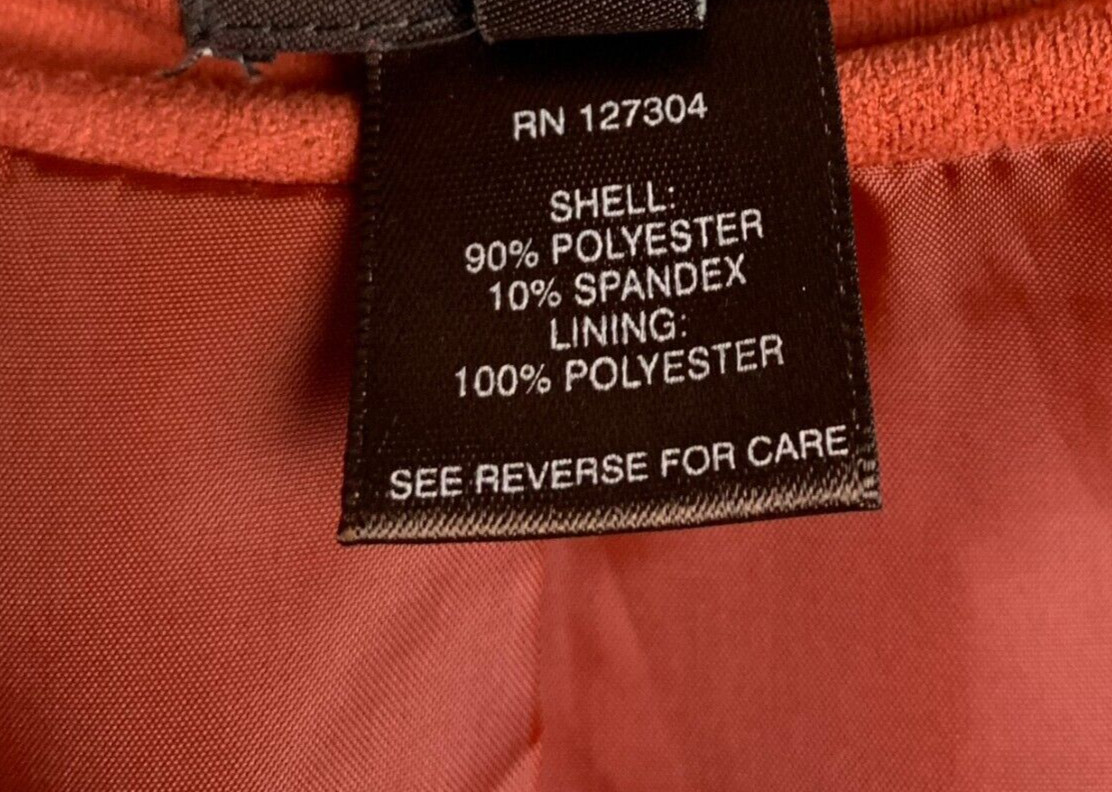 RN 127304
SHELL:
90% POLYESTER
10% SPANDEX
LINING:
100% POLYESTER
SEE REVERSE FOR CARE